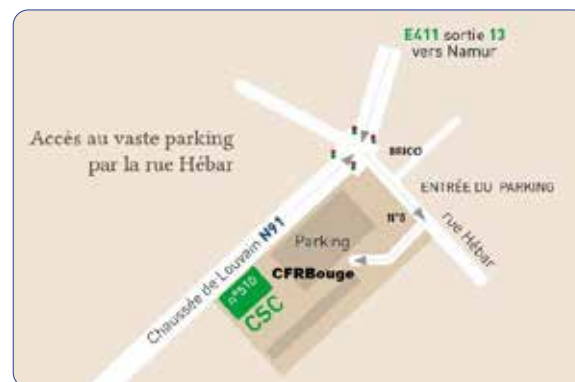 E411 sortie 13
vers Namur
Accès au vaste parking
par la rue Hébar
BRICO
ENTRÉE DU PARKING
N°3
rue Hébar
Parking
Chaussée de Louvain N91
CFRBouge
n°510
CSC